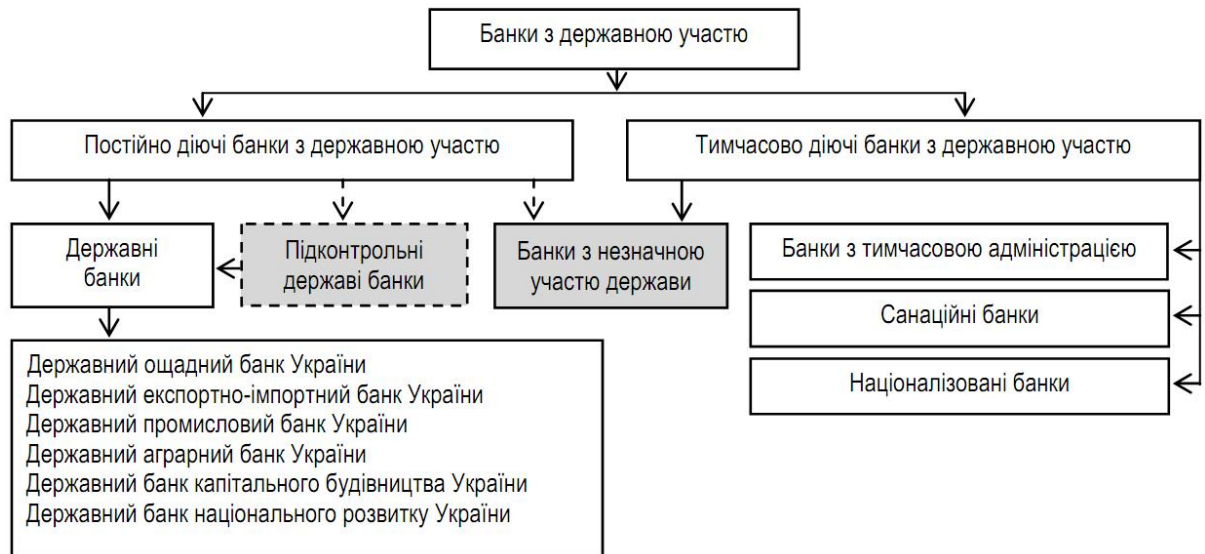 Банки з державною участю
Постійно діючі банки з державною участю
Тимчасово діючі банки з державною участю
Державні
банки
Підконтрольні
державі банки
Банки з незначною
участю держави
Банки з тимчасовою адміністрацією
Санаційні банки
Націоналізовані банки
Державний ощадний банк України
Державний експортно-імпортний банк України
Державний промисловий банк України
Державний аграрний банк України
Державний банк капітального будівництва України
Державний банк національного розвитку України